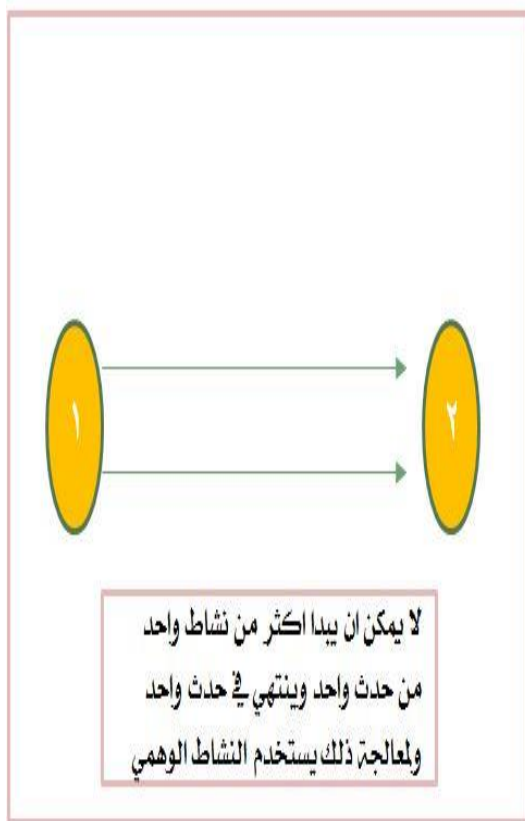 ١
٢
لا يمكن ان يبدا اكثر من نشاط واحد
من حدث واحد وينتهي في حدث واحد
ولمعالجة ذلك يستخدم النشاط الوهمي